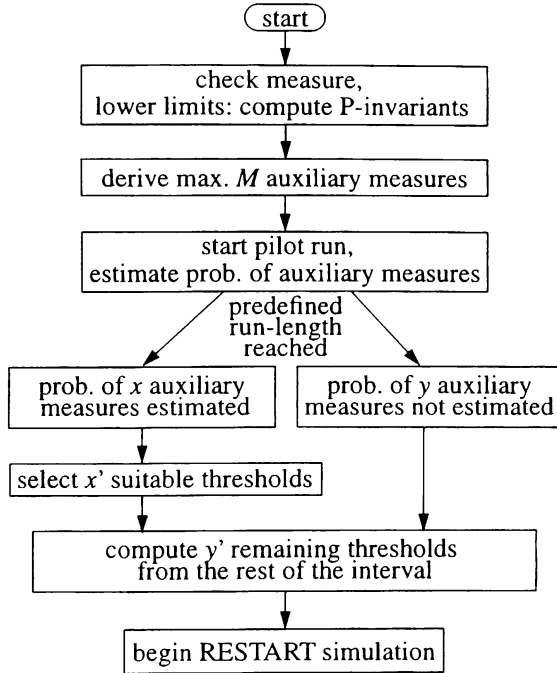 start
check measure,
lower limits: compute P-invariants
derive max. M auxiliary measures
start pilot run,
estimate prob. of auxiliary measures
predefined
run-length
reached
prob. of x auxiliary
measures estimated
prob. of y auxiliary
measures not estimated
select x' suitable thresholds
compute y' remaining thresholds
from the rest of the interval
begin RESTART simulation